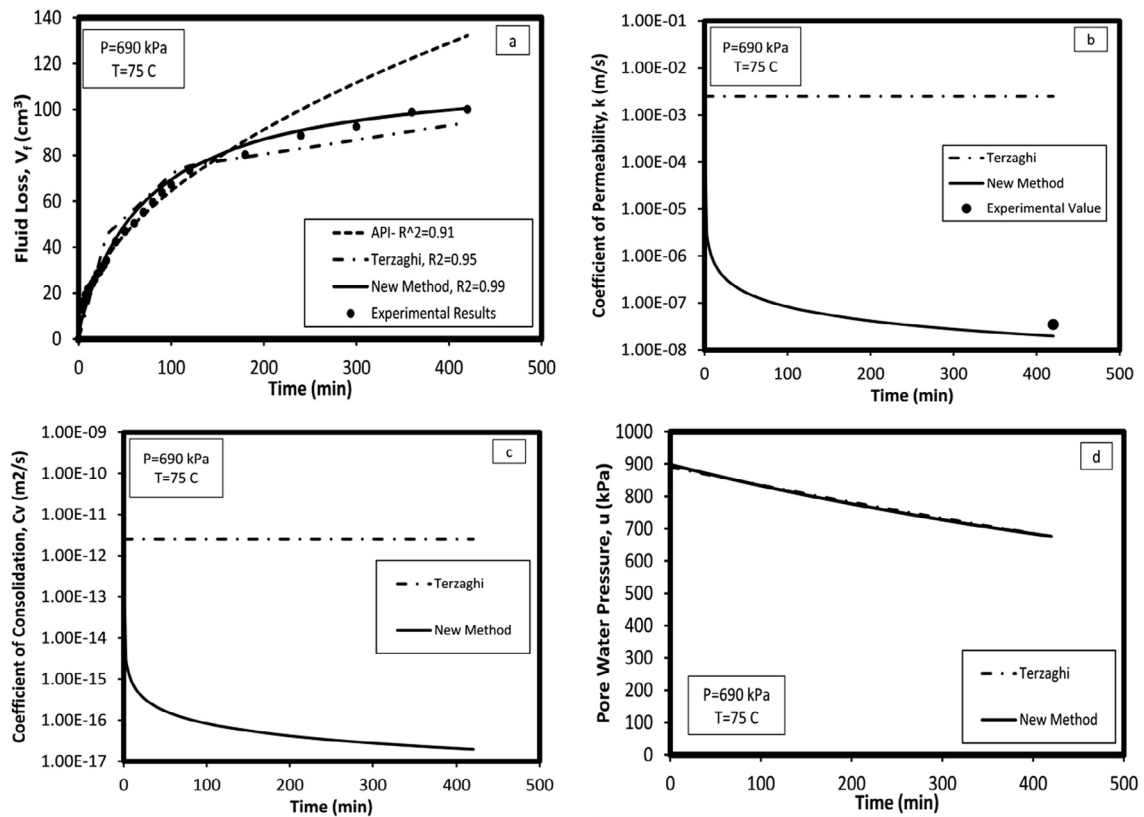 a
P=690 kPa
T=75 C
140
120
100
80
60
40
20
0
Fluid Loss, Vf (cm³)
API- R^2=0.91
Terzaghi, R2=0.95
New Method, R2=0.99
Experimental Results
0 100 200 300 400 500
Time (min)
b
P=690 kPa
T=75 C
1.00E-01
1.00E-02
1.00E-03
1.00E-04
1.00E-05
1.00E-06
1.00E-07
1.00E-08
Coefficient of Permeability, k (m/s)
Terzaghi
New Method
Experimental Value
0 100 200 300 400 500
Time (min)
c
P=690 kPa
T=75 C
1.00E-09
1.00E-10
1.00E-11
1.00E-12
1.00E-13
1.00E-14
1.00E-15
1.00E-16
1.00E-17
Coefficient of Consolidation, Cv (m2/s)
Terzaghi
New Method
0 100 200 300 400 500
Time (min)
d
1000
900
800
700
600
500
400
300
200
100
0
Pore Water Pressure, u (kPa)
P=690 kPa
T=75 C
Terzaghi
New Method
0 100 200 300 400 500
Time (min)